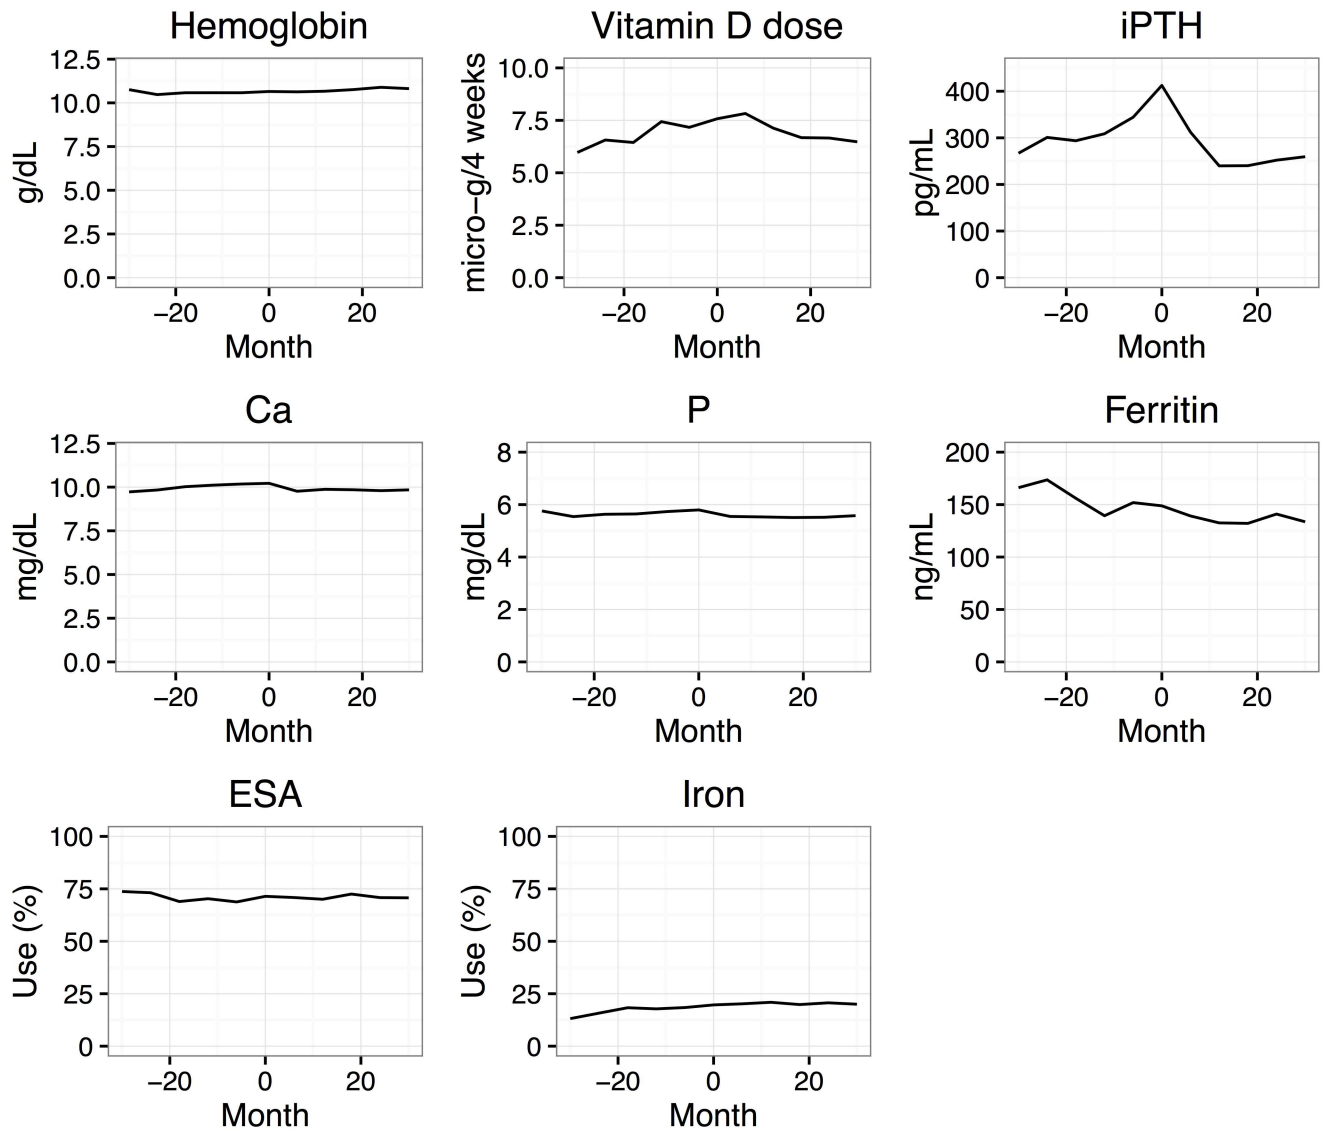 Hemoglobin
12.5
10.0
7.5
5.0
2.5
0.0
g/dL
−20 0 20
Month
Vitamin D dose
10.0
7.5
5.0
2.5
0.0
micro−g/4 weeks
−20 0 20
Month
iPTH
400
300
200
100
0
pg/mL
−20 0 20
Month
Ca
12.5
10.0
7.5
5.0
2.5
0.0
mg/dL
−20 0 20
Month
P
8
6
4
2
0
mg/dL
−20 0 20
Month
Ferritin
200
150
100
50
0
ng/mL
−20 0 20
Month
ESA
100
75
50
25
0
Use (%)
−20 0 20
Month
Iron
100
75
50
25
0
Use (%)
−20 0 20
Month